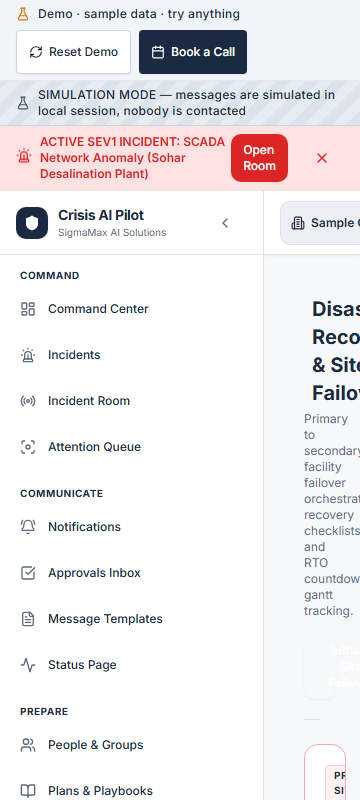 Demo · sample data · try anything
Reset Demo
Book a Call
SIMULATION MODE — messages are simulated in
local session, nobody is contacted
ACTIVE SEV1 INCIDENT: SCADA
Network Anomaly (Sohar
Desalination Plant)
Open
Room
Crisis AI Pilot
SigmaMax AI Solutions
COMMAND
Command Center
Incidents
Incident Room
Attention Queue
COMMUNICATE
Notifications
Approvals Inbox
Message Templates
Status Page
PREPARE
People & Groups
Plans & Playbooks
Sample
Disas
Reco
& Site
Failov
Primary
to
secondary
facility
failover
orchestrat
recovery
checklists
and
RTO
countdow
gantt
tracking.